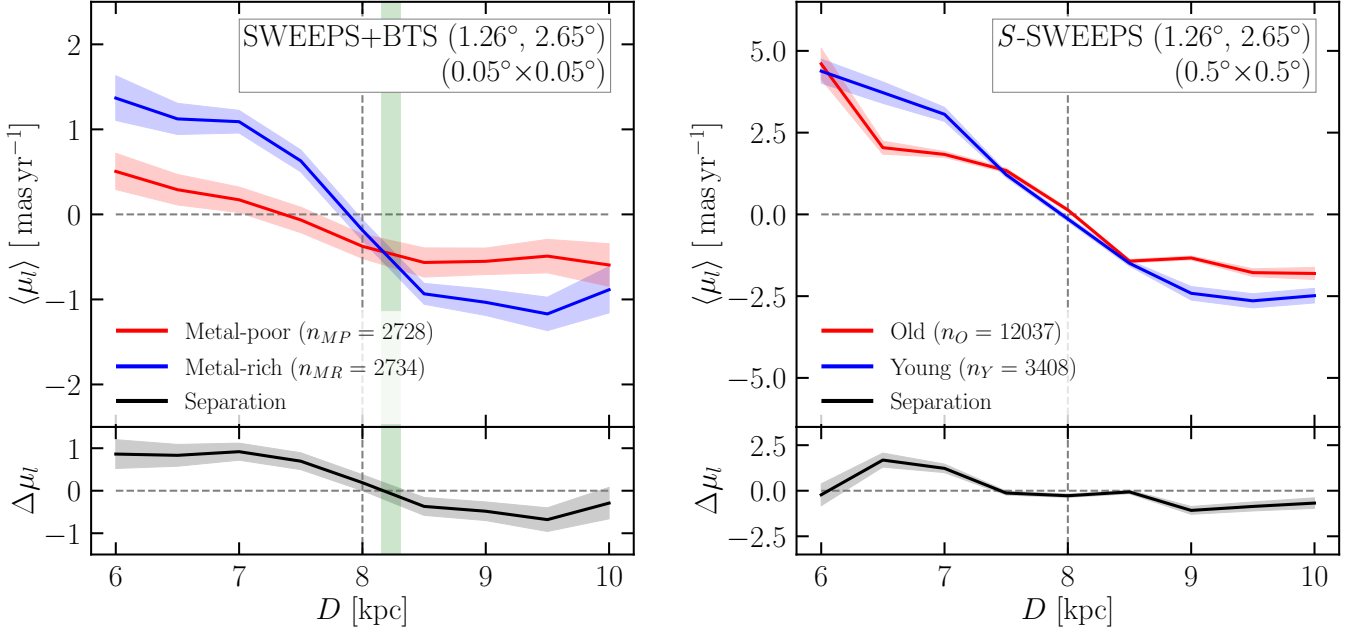 SWEEPS+BTS (1.26°, 2.65°)
(0.05°×0.05°)
2
1
0
−1
−2
⟨μ_l⟩ [mas yr⁻¹]
Metal-poor (n_MP = 2728)
Metal-rich (n_MR = 2734)
Separation
1
0
−1
Δμ_l
6 7 8 9 10
D [kpc]
S-SWEEPS (1.26°, 2.65°)
(0.5°×0.5°)
5.0
2.5
0.0
−2.5
−5.0
⟨μ_l⟩ [mas yr⁻¹]
Old (n_O = 12037)
Young (n_Y = 3408)
Separation
2.5
0.0
−2.5
Δμ_l
6 7 8 9 10
D [kpc]